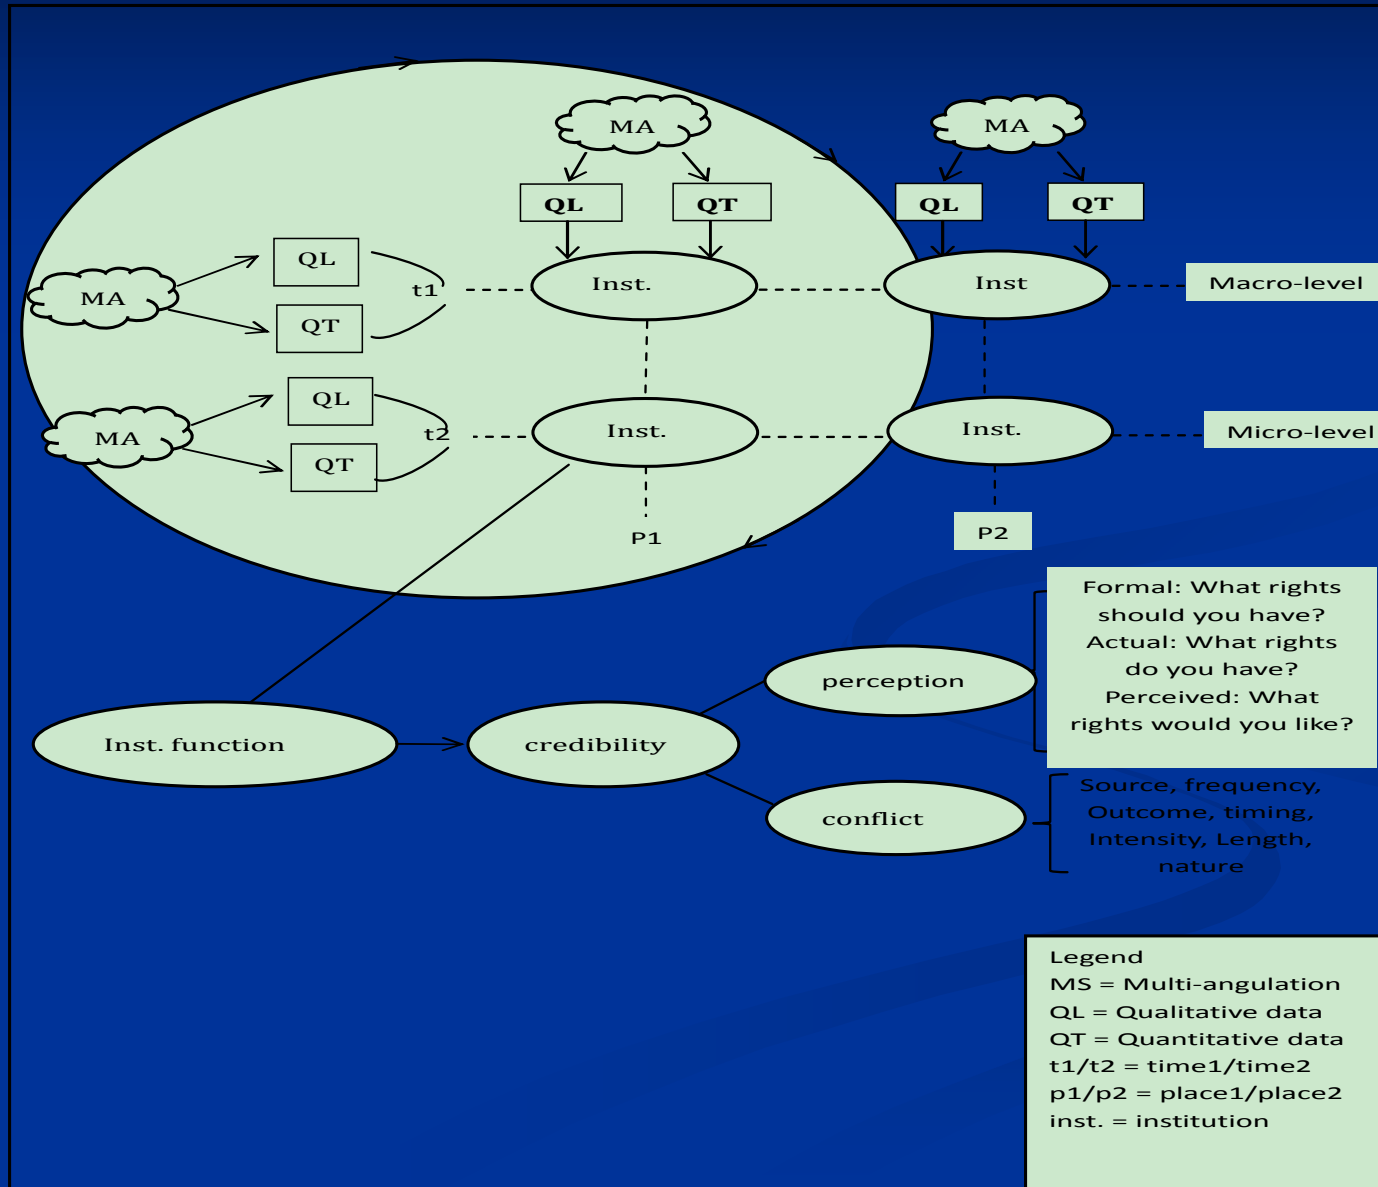 MA
MA
QL
QT
QL
QT
MA
QL
QT
t1
Inst.
Inst
Macro-level
MA
QL
QT
t2
Inst.
Inst.
Micro-level
P1
P2
Formal: What rights
should you have?
Actual: What rights
do you have?
Perceived: What
rights would you like?
perception
Inst. function
credibility
conflict
Source, frequency,
Outcome, timing,
Intensity, Length,
nature
Legend
MS = Multi-angulation
QL = Qualitative data
QT = Quantitative data
t1/t2 = time1/time2
p1/p2 = place1/place2
inst. = institution